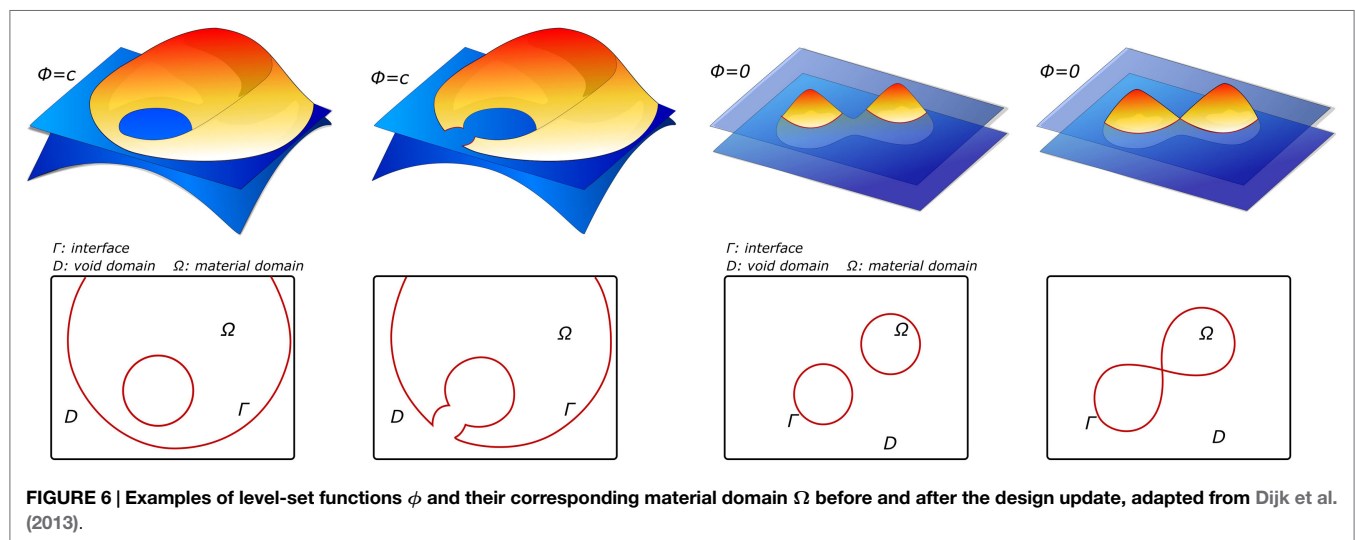 Φ=c
Φ=c
Φ=0
Φ=0
Γ: interface
D: void domain Ω: material domain
Γ: interface
D: void domain Ω: material domain
Ω
D
Γ
Ω
D
Γ
Ω
Γ
D
Ω
Γ
D
FIGURE 6 | Examples of level-set functions ϕ and their corresponding material domain Ω before and after the design update, adapted from Dijk et al.
(2013).